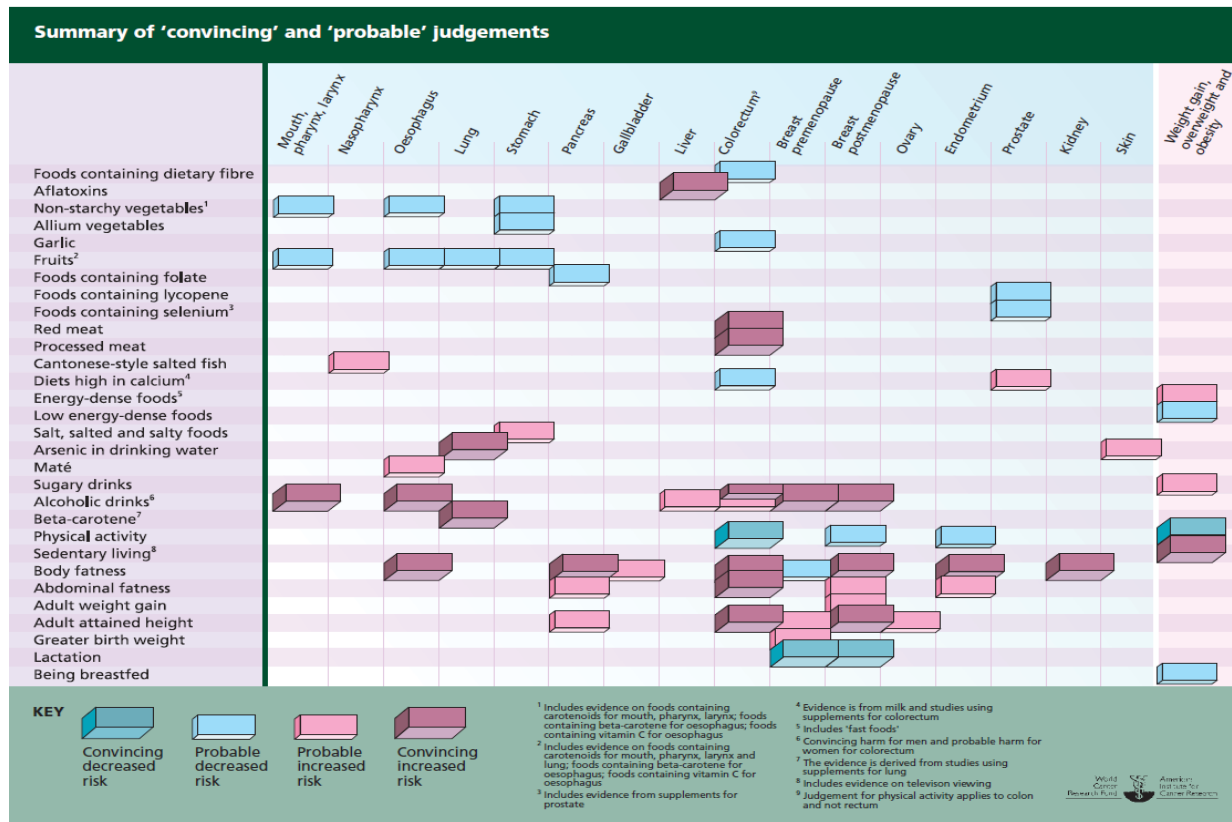 Summary of ‘convincing’ and ‘probable’ judgements
Mouth,
pharynx, larynx
Nasopharynx
Oesophagus
Lung
Stomach
Pancreas
Gallbladder
Liver
Colorectum⁹
Breast
premenopause
Breast
postmenopause
Ovary
Endometrium
Prostate
Kidney
Skin
Weight gain,
overweight and
obesity
Foods containing dietary fibre
Aflatoxins
Non-starchy vegetables¹
Allium vegetables
Garlic
Fruits²
Foods containing folate
Foods containing lycopene
Foods containing selenium³
Red meat
Processed meat
Cantonese-style salted fish
Diets high in calcium⁴
Energy-dense foods⁵
Low energy-dense foods
Salt, salted and salty foods
Arsenic in drinking water
Maté
Sugary drinks
Alcoholic drinks⁶
Beta-carotene⁷
Physical activity
Sedentary living⁸
Body fatness
Abdominal fatness
Adult weight gain
Adult attained height
Greater birth weight
Lactation
Being breastfed
KEY
Convincing
decreased
risk
Probable
decreased
risk
Probable
increased
risk
Convincing
increased
risk
¹ Includes evidence on foods containing
carotenoids for mouth, pharynx, larynx; foods
containing beta-carotene for oesophagus; foods
containing vitamin C for oesophagus
² Includes evidence on foods containing
carotenoids for mouth, pharynx, larynx and
lung; foods containing beta-carotene for
oesophagus; foods containing vitamin C for
oesophagus
³ Includes evidence from supplements for
prostate
⁴ Evidence is from milk and studies using
supplements for colorectum
⁵ Includes ‘fast foods’
⁶ Convincing harm for men and probable harm for
women for colorectum
⁷ The evidence is derived from studies using
supplements for lung
⁸ Includes evidence on televison viewing
⁹ Judgement for physical activity applies to colon
and not rectum
World
Cancer
Research Fund
American
Institute for
Cancer Research